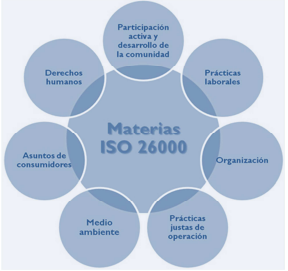 Participación
activa y
desarrollo de
la comunidad
Derechos
humanos
Prácticas
laborales
Materias
ISO 26000
Asuntos de
consumidores
Organización
Medio
ambiente
Prácticas
justas de
operación